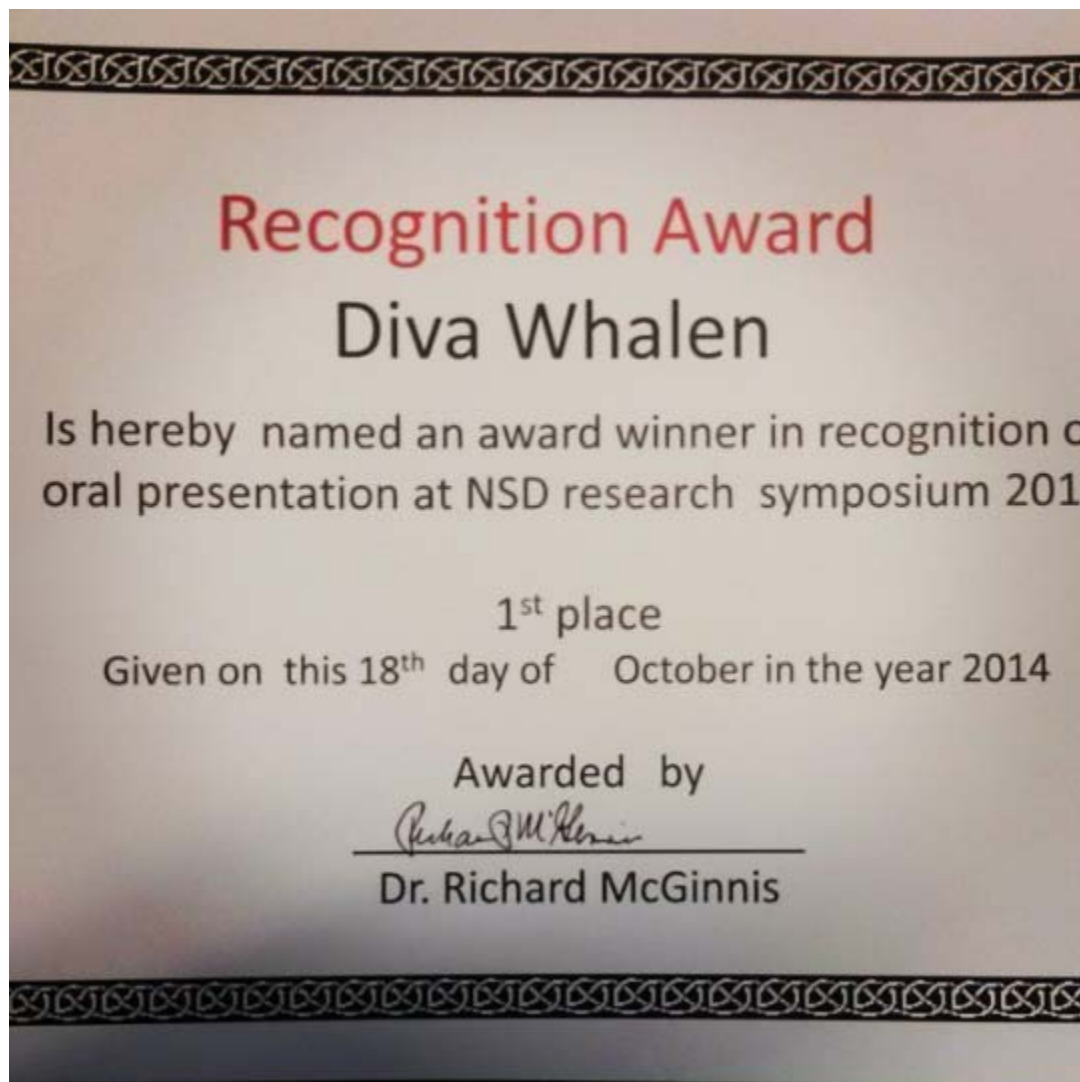 Recognition Award
Diva Whalen
Is hereby named an award winner in recognition
oral presentation at NSD research symposium 201
1st place
Given on this 18th day of October in the year 2014
Awarded by
Dr. Richard McGinnis